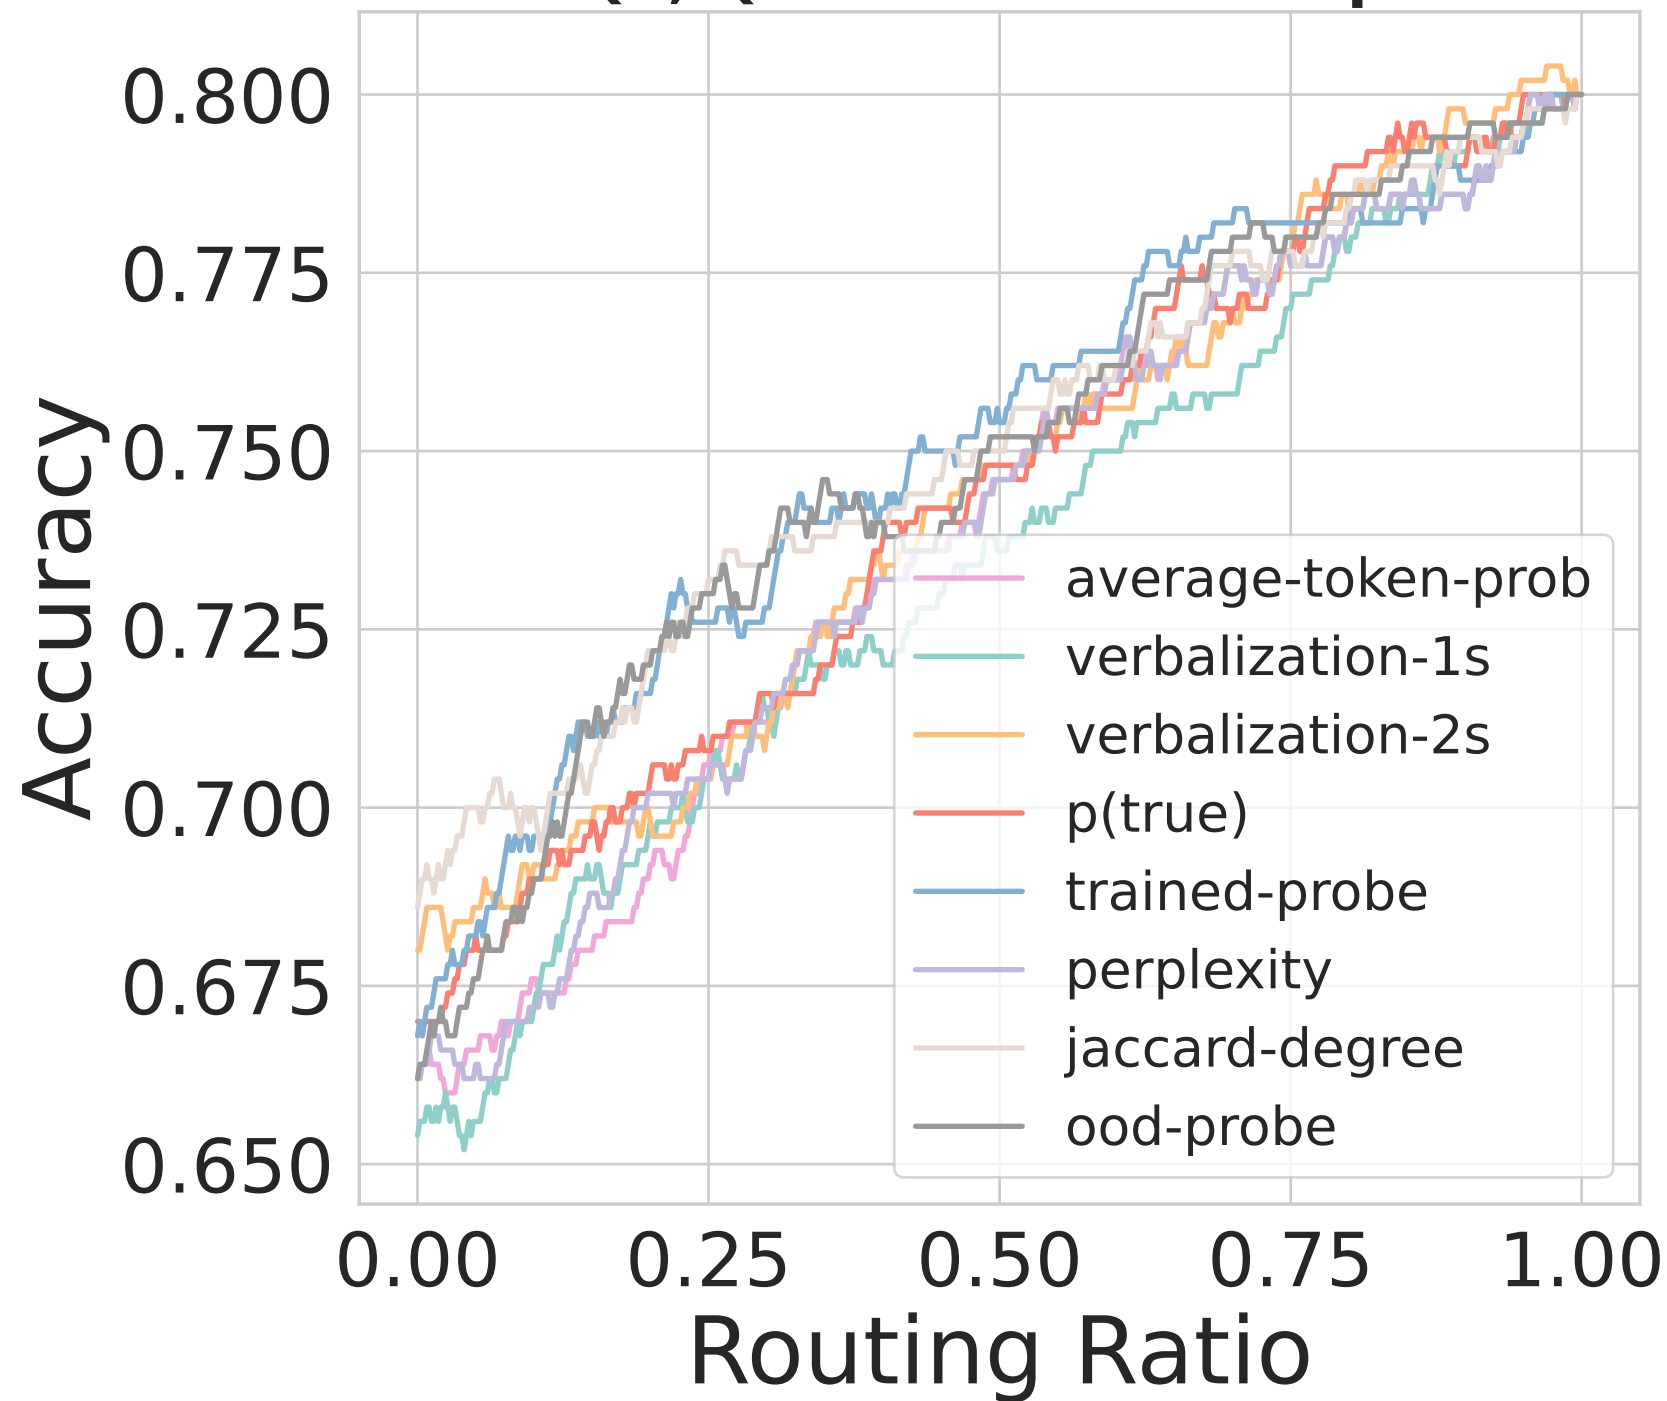 0.800
0.775
0.750
0.725
0.700
0.675
0.650
Accuracy
average-token-prob
verbalization-1s
verbalization-2s
p(true)
trained-probe
perplexity
jaccard-degree
ood-probe
0.00 0.25 0.50 0.75 1.00
Routing Ratio